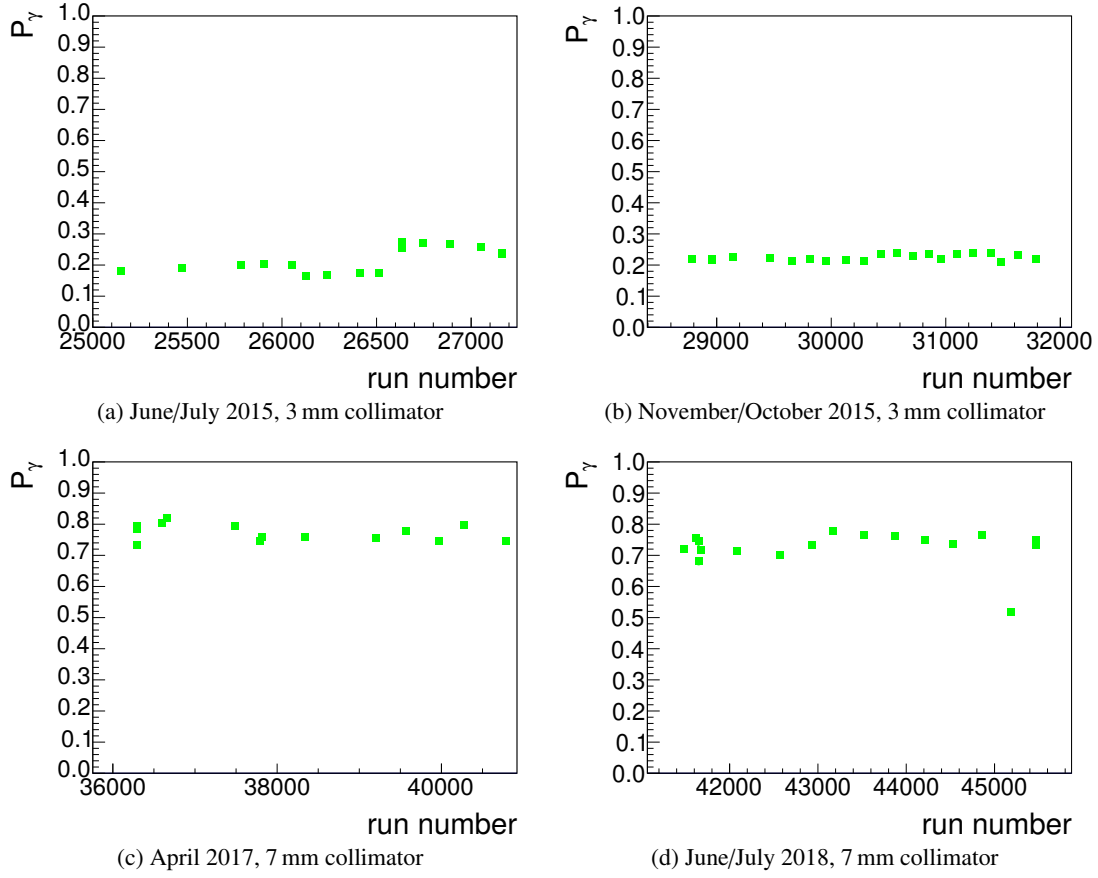 P_γ
1.0
0.9
0.8
0.7
0.6
0.5
0.4
0.3
0.2
0.1
0.0
25000 25500 26000 26500 27000
run number
(a) June/July 2015, 3 mm collimator
P_γ
1.0
0.9
0.8
0.7
0.6
0.5
0.4
0.3
0.2
0.1
0.0
29000 30000 31000 32000
run number
(b) November/October 2015, 3 mm collimator
P_γ
1.0
0.9
0.8
0.7
0.6
0.5
0.4
0.3
0.2
0.1
0.0
36000 38000 40000
run number
(c) April 2017, 7 mm collimator
P_γ
1.0
0.9
0.8
0.7
0.6
0.5
0.4
0.3
0.2
0.1
0.0
42000 43000 44000 45000
run number
(d) June/July 2018, 7 mm collimator